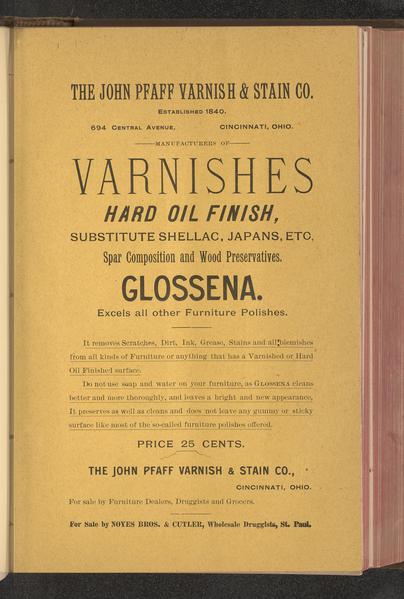 THE JOHN PFAFF VARNISH & STAIN CO.
ESTABLISHED 1840.
694 CENTRAL AVENUE, CINCINNATI, OHIO.
MANUFACTURERS OF
VARNISHES
HARD OIL FINISH,
SUBSTITUTE SHELLAC, JAPANS, ETC,
Spar Composition and Wood Preservatives.
GLOSSENA.
Excels all other Furniture Polishes.
It removes Scratches, Dirt, Ink, Grease, Stains and all blemishes
from all kinds of Furniture or anything that has a Varnished or Hard
Oil Finished surface.
Do not use soap and water on your furniture, as GLOSSENA cleans
better and more thoroughly, and leaves a bright and new appearance,
It preserves as well as cleans and does not leave any gummy or sticky
surface like most of the so-called furniture polishes offered.
PRICE 25 CENTS.
THE JOHN PFAFF VARNISH & STAIN CO.,
CINCINNATI, OHIO.
For sale by Furniture Dealers, Druggists and Grocers.
For Sale by NOYES BROS. & CUTLER, Wholesale Druggists, St. Paul.